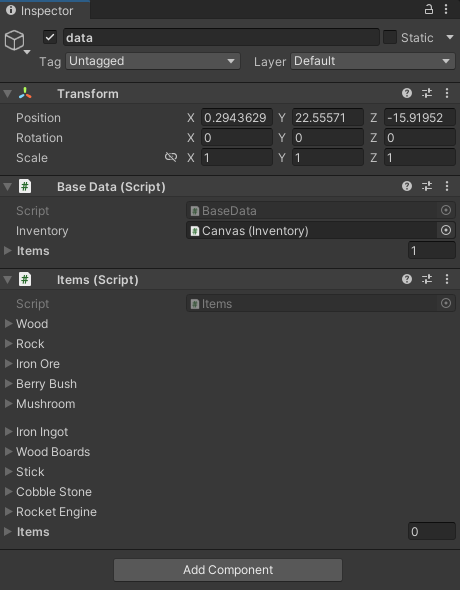 Inspector
data Static
Tag Untagged Layer Default
Transform
Position X 0.2943629 Y 22.55571 Z -15.91952
Rotation X 0 Y 0 Z 0
Scale X 1 Y 1 Z 1
# Base Data (Script)
Script # BaseData
Inventory # Canvas (Inventory)
Items 1
# Items (Script)
Script # Items
Wood
Rock
Iron Ore
Berry Bush
Mushroom
Iron Ingot
Wood Boards
Stick
Cobble Stone
Rocket Engine
Items 0
Add Component